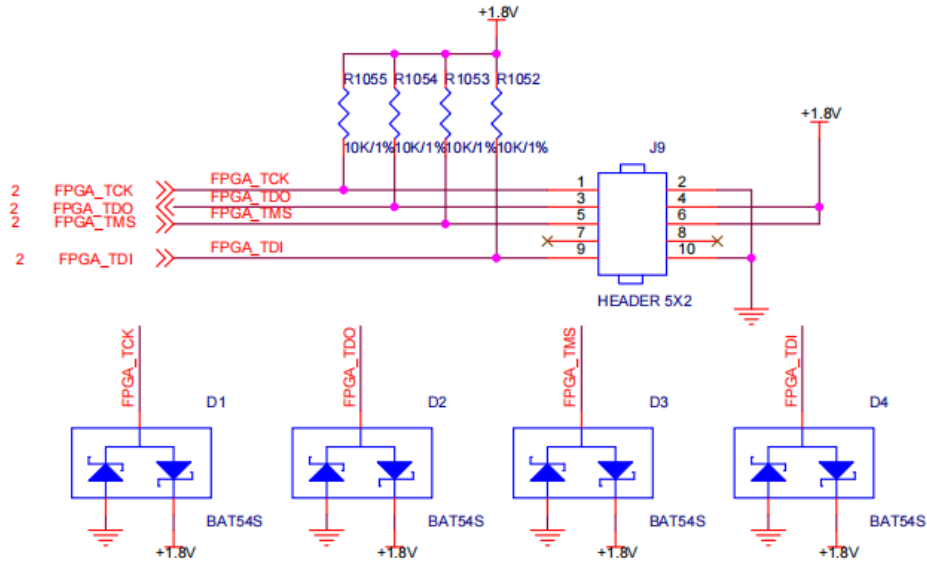 +1.8V
R1055 R1054 R1053 R1052
+1.8V
10K/1% 10K/1% 10K/1% 10K/1%
J9
2 FPGA_TCK FPGA_TCK 1 2
2 FPGA_TDO FPGA_TDO 3 4
2 FPGA_TMS FPGA_TMS 5 6
7 8
2 FPGA_TDI FPGA_TDI 9 10
HEADER 5X2
FPGA_TCK FPGA_TDO FPGA_TMS FPGA_TDI
D1 D2 D3 D4
BAT54S BAT54S BAT54S BAT54S
+1.8V +1.8V +1.8V +1.8V